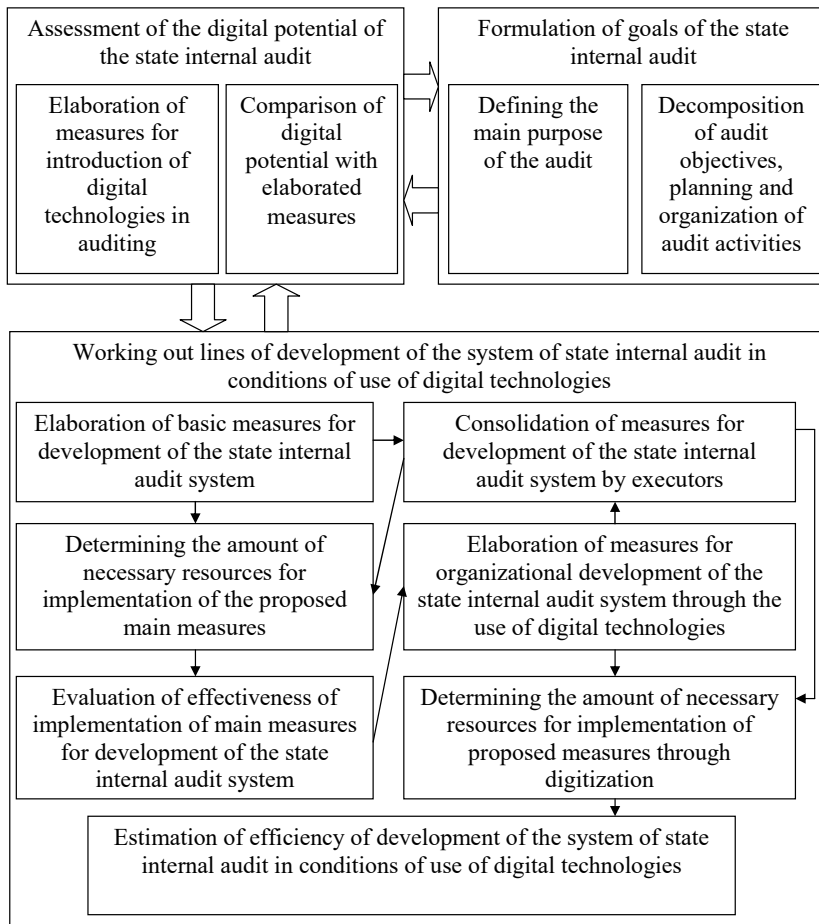 Assessment of the digital potential of
the state internal audit
Elaboration of
measures for
introduction of
digital
technologies in
auditing
Comparison of
digital
potential with
elaborated
measures
Formulation of goals of the state
internal audit
Defining the
main purpose
of the audit
Decomposition
of audit
objectives,
planning and
organization of
audit activities
Working out lines of development of the system of state internal audit in
conditions of use of digital technologies
Elaboration of basic measures for
development of the state internal
audit system
Consolidation of measures for
development of the state internal
audit system by executors
Determining the amount of
necessary resources for
implementation of the proposed
main measures
Elaboration of measures for
organizational development of the
state internal audit system through the
use of digital technologies
Evaluation of effectiveness of
implementation of main measures
for development of the state
internal audit system
Determining the amount of necessary
resources for implementation of
proposed measures through
digitization
Estimation of efficiency of development of the system of state
internal audit in conditions of use of digital technologies